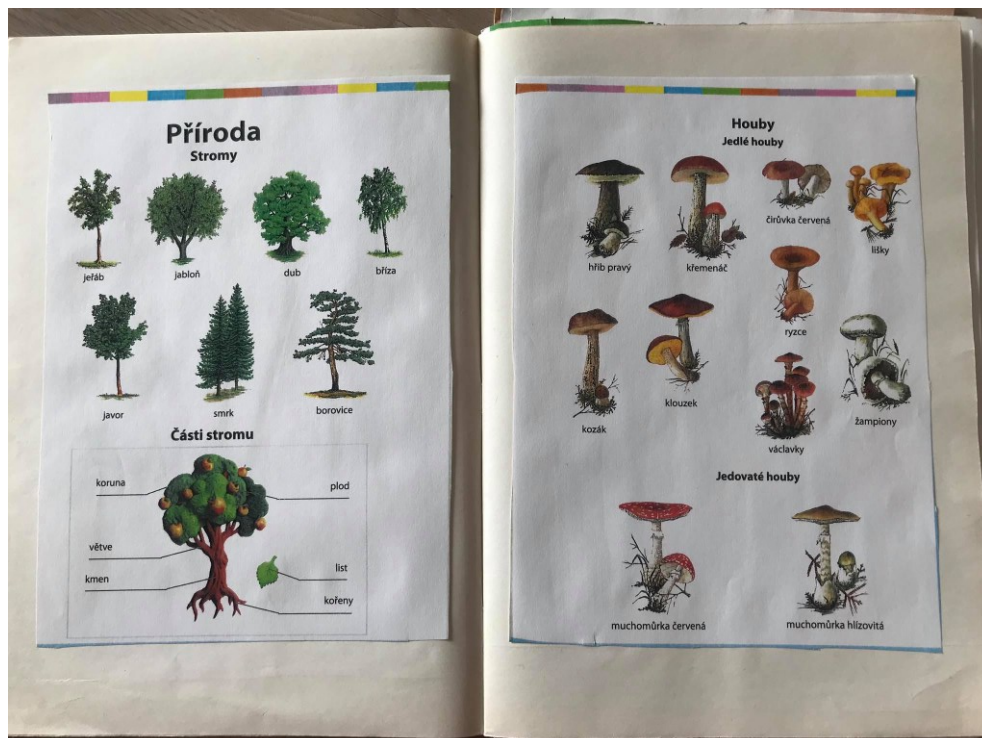 Příroda
Stromy
jeřáb
jabloň
dub
bříza
javor
smrk
borovice
Části stromu
koruna
plod
větve
list
kmen
kořeny
Houby
Jedlé houby
hřib pravý
křemenáč
čirůvka červená
lišky
ryzce
kozák
klouzek
václavky
žampiony
Jedovaté houby
muchomůrka červená
muchomůrka hlízovitá